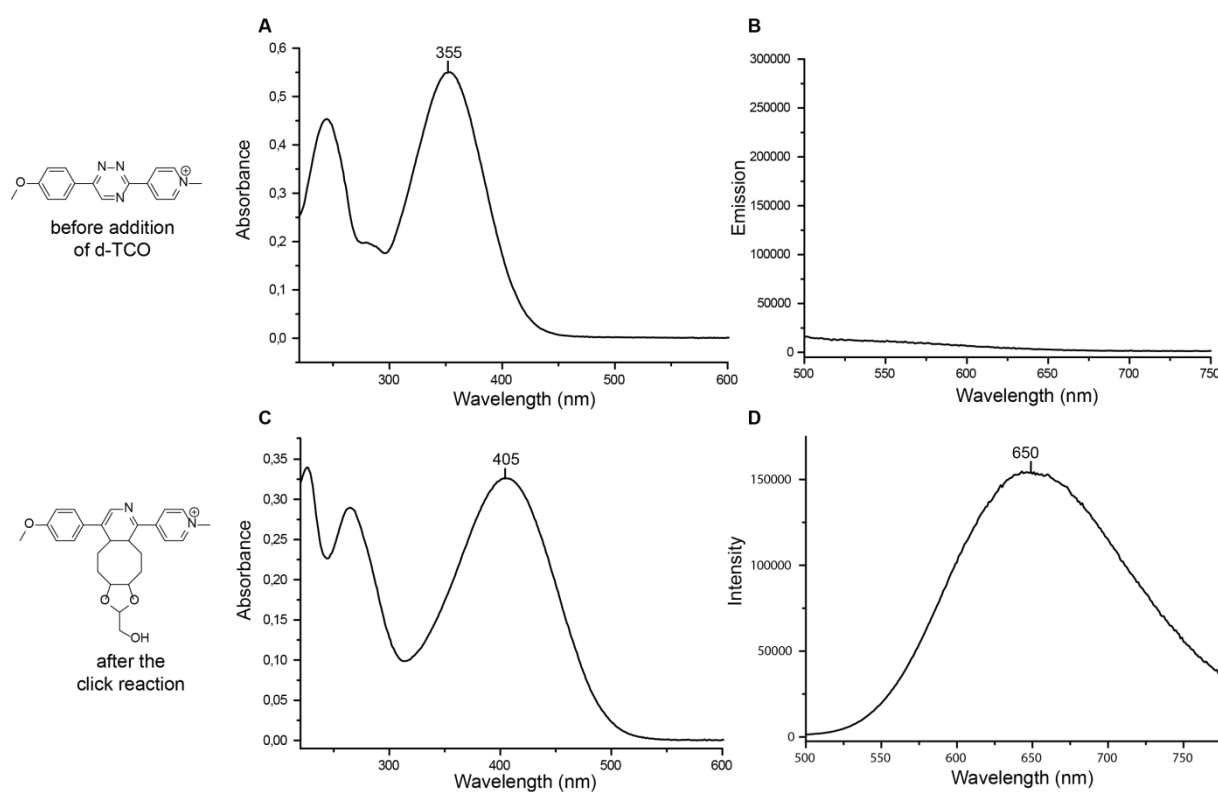 A
355
0,6
0,5
0,4
0,3
0,2
0,1
0,0
Absorbance
300
400
500
600
Wavelength (nm)
B
300000
250000
200000
150000
100000
50000
0
Emission
500
550
600
650
700
750
Wavelength (nm)
O
N
N
N
N
+
before addition
of d-TCO
C
405
0,35
0,30
0,25
0,20
0,15
0,10
0,05
0,00
Absorbance
300
400
500
600
Wavelength (nm)
D
650
150000
100000
50000
0
Intensity
500
550
600
650
700
750
Wavelength (nm)
O
N
N
+
O
O
OH
after the
click reaction